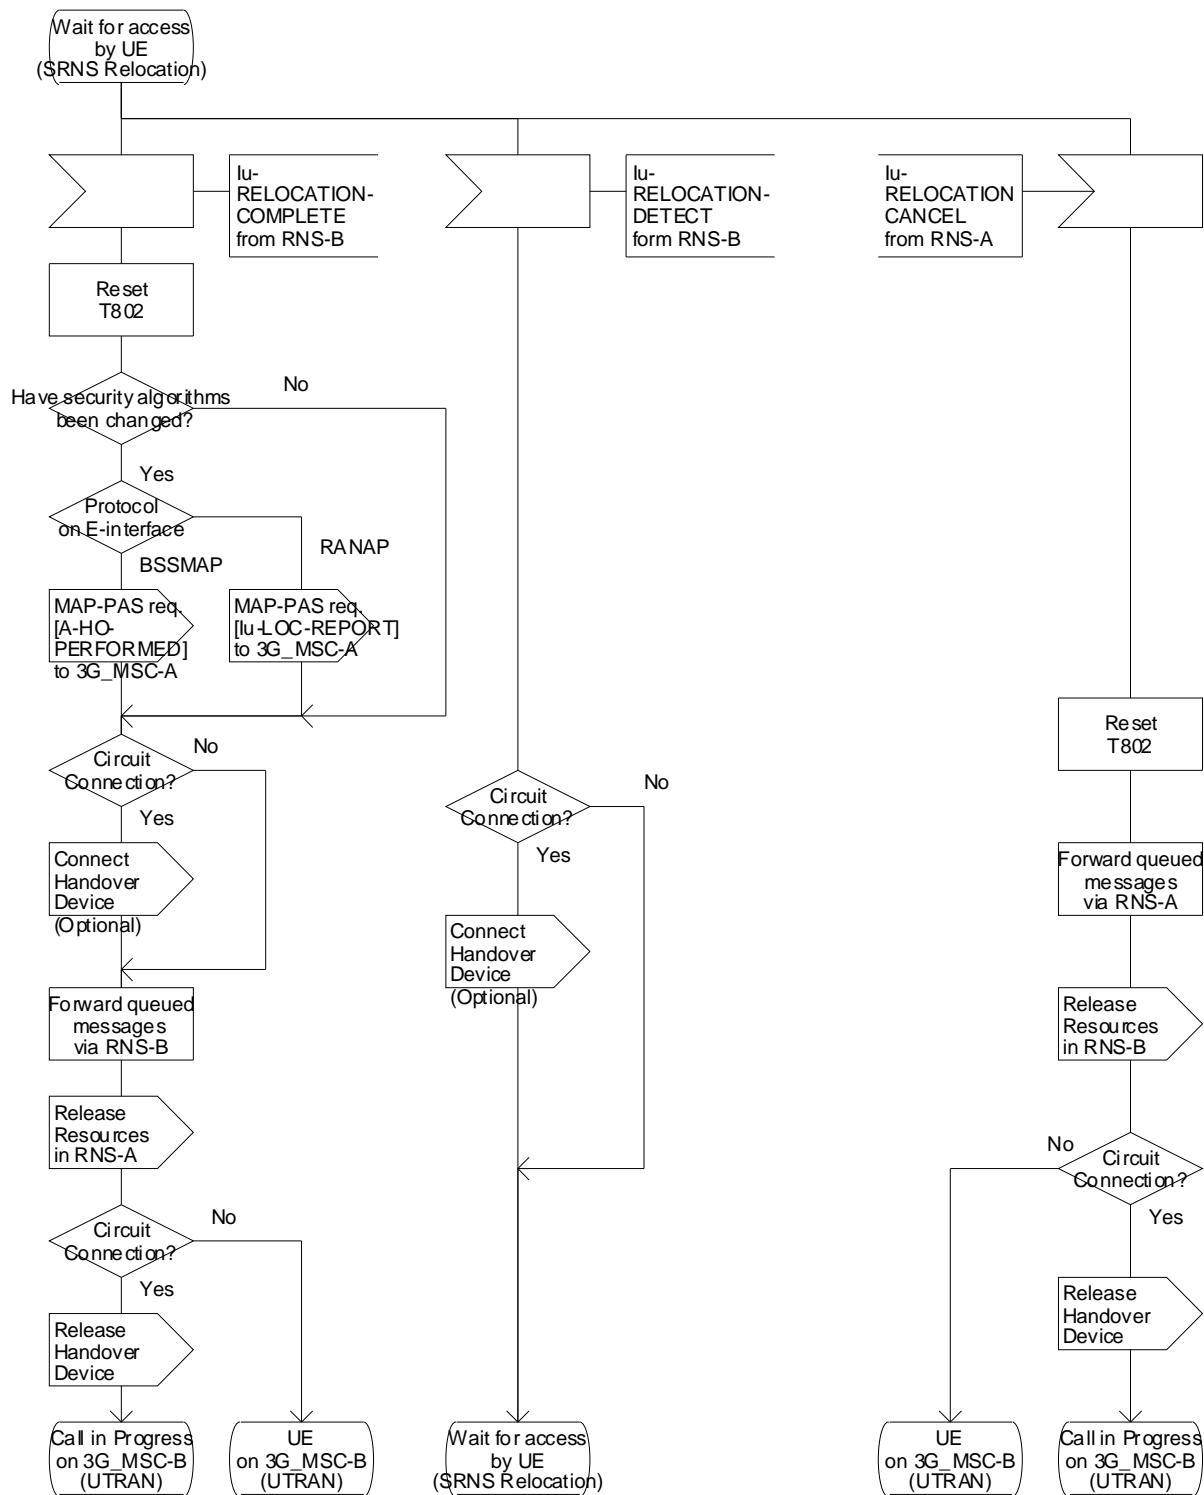 Wait for access
by UE
(SRNS Relocation)
Iu-
RELOCATION-
COMPLETE
from RNS-B
Iu-
RELOCATION-
DETECT
form RNS-B
Iu-
RELOCATION
CANCEL
from RNS-A
Reset
T802
Have security algorithms
been changed?
No
Yes
Protocol
on E-interface
BSSMAP
RANAP
MAP-PAS req.
[A-HO-
PERFORMED]
to 3G_MSC-A
MAP-PAS req.
[Iu-LOC-REPORT]
to 3G_MSC-A
Circuit
Connection?
No
Yes
Connect
Handover
Device
(Optional)
Forward queued
messages
via RNS-B
Release
Resources
in RNS-A
Circuit
Connection?
No
Yes
Release
Handover
Device
Call in Progress
on 3G_MSC-B
(UTRAN)
UE
on 3G_MSC-B
(UTRAN)
Circuit
Connection?
No
Yes
Connect
Handover
Device
(Optional)
Wait for access
by UE
(SRNS Relocation)
Reset
T802
Forward queued
messages
via RNS-A
Release
Resources
in RNS-B
No
Circuit
Connection?
Yes
Release
Handover
Device
UE
on 3G_MSC-B
(UTRAN)
Call in Progress
on 3G_MSC-B
(UTRAN)